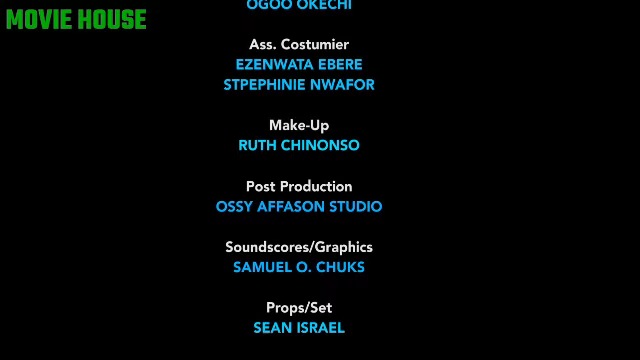 MOVIE HOUSE
OGOO OKECHI
Ass. Costumier
EZENWATA EBERE
STPEPHINIE NWAFOR
Make-Up
RUTH CHINONSO
Post Production
OSSY AFFASON STUDIO
Soundscores/Graphics
SAMUEL O. CHUKS
Props/Set
SEAN ISRAEL